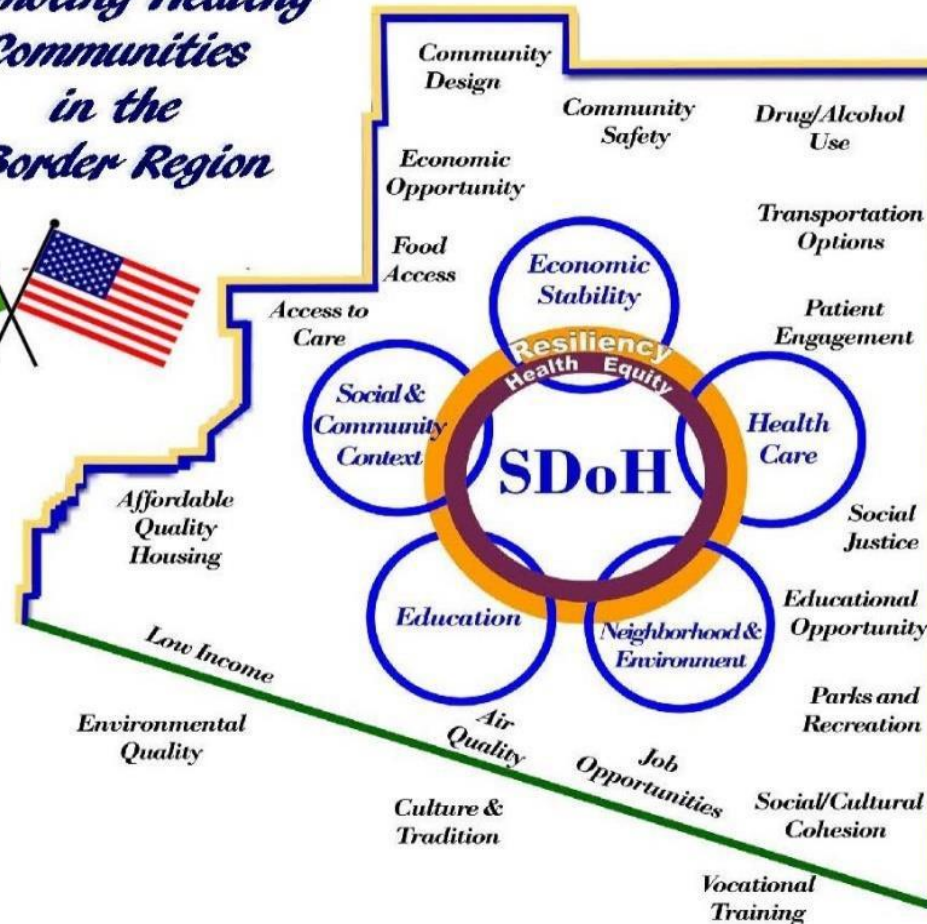 Communities
in the
Border Region
Community
Design
Community
Safety
Drug/Alcohol
Use
Economic
Opportunity
Transportation
Options
Food
Access
Economic
Stability
Access to
Care
Patient
Engagement
Resiliency
Health Equity
Social &
Community
Context
SDoH
Health
Care
Affordable
Quality
Housing
Social
Justice
Education
Neighborhood &
Environment
Educational
Opportunity
Low Income
Parks and
Recreation
Environmental
Quality
Air
Quality
Job
Opportunities
Culture &
Tradition
Social/Cultural
Cohesion
Vocational
Training